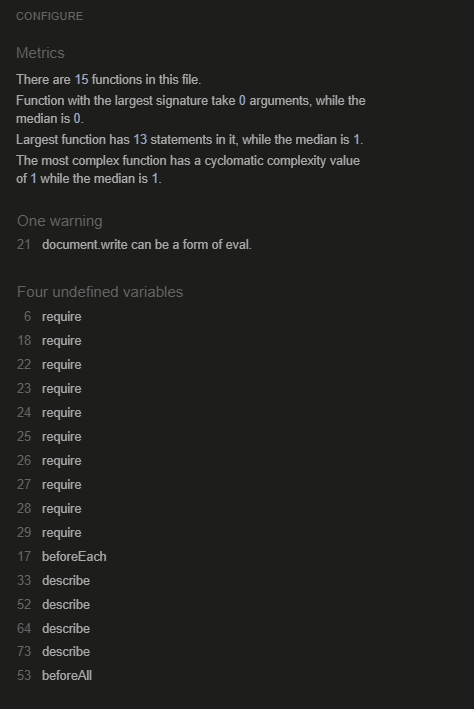 CONFIGURE
Metrics
There are 15 functions in this file.
Function with the largest signature take 0 arguments, while the
median is 0.
Largest function has 13 statements in it, while the median is 1.
The most complex function has a cyclomatic complexity value
of 1 while the median is 1.
One warning
21 document.write can be a form of eval.
Four undefined variables
6 require
18 require
22 require
23 require
24 require
25 require
26 require
27 require
28 require
29 require
17 beforeEach
33 describe
52 describe
64 describe
73 describe
53 beforeAll